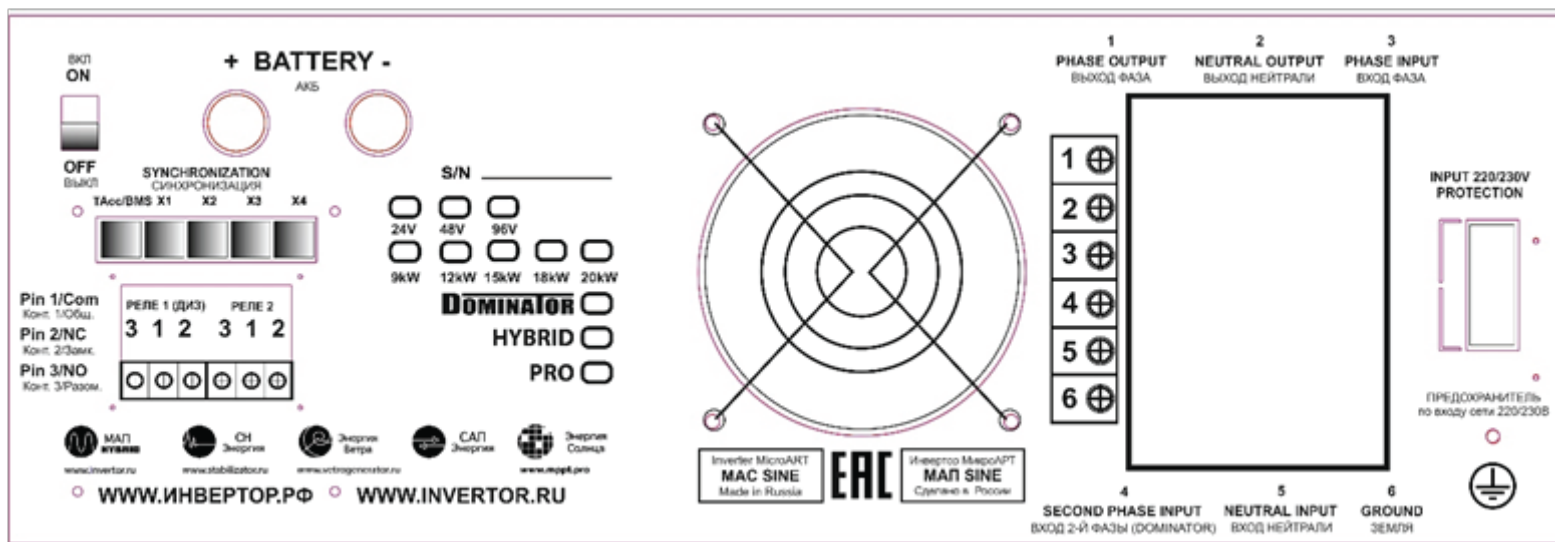 ВКЛ
ON
OFF
ВЫКЛ
+ BATTERY -
АКБ
SYNCHRONIZATION
СИНХРОНИЗАЦИЯ
TAcc/BMS X1 X2 X3 X4
S/N
24V 48V 96V
9kW 12kW 15kW 18kW 20kW
DOMINATOR
HYBRID
PRO
Pin 1/Com
Конт. 1/Общ.
Pin 2/NC
Конт. 2/Замк.
Pin 3/NO
Конт. 3/Разом.
РЕЛЕ 1 (ДИЗ) РЕЛЕ 2
3 1 2 3 1 2
МАП
HYBRID
www.invertor.ru
СН
Энергия
www.stabilizator.ru
Энергия
Ветра
www.vetrogenerator.ru
САП
Энергия
Энергия
Солнца
www.mppt.pro
WWW.ИНВЕРТОР.РФ WWW.INVERTOR.RU
Inverter MicroART
MAC SINE
Made in Russia
EAC
Инвертор МикроАРТ
МАП SINE
Сделано в России
1
PHASE OUTPUT
ВЫХОД ФАЗА
2
NEUTRAL OUTPUT
ВЫХОД НЕЙТРАЛИ
3
PHASE INPUT
ВХОД ФАЗА
1
2
3
4
5
6
4
SECOND PHASE INPUT
ВХОД 2-Й ФАЗЫ (DOMINATOR)
5
NEUTRAL INPUT
ВХОД НЕЙТРАЛИ
6
GROUND
ЗЕМЛЯ
INPUT 220/230V
PROTECTION
ПРЕДОХРАНИТЕЛЬ
по входу сети 220/230В